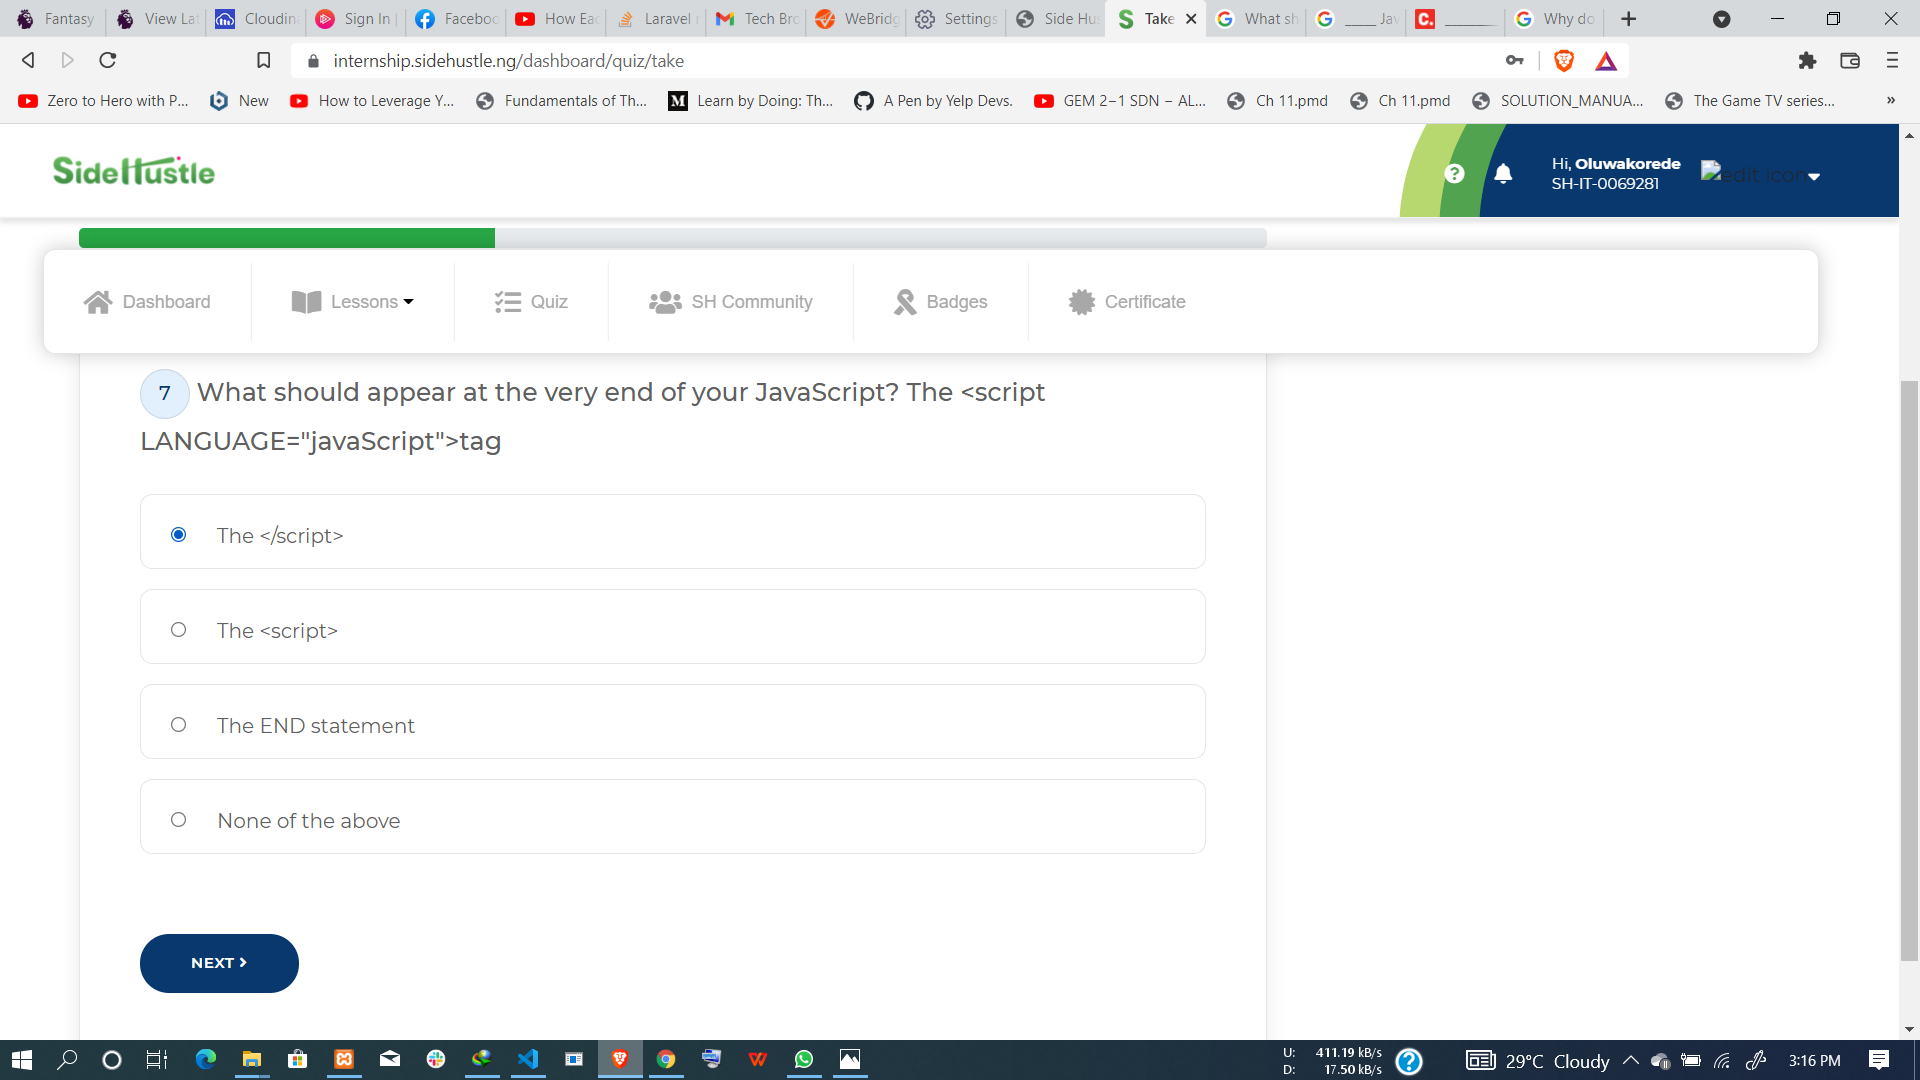 Fantasy
View Lat
Cloudina
Sign In
Faceboo
How Eac
Laravel
Tech Bro
WeBridg
Settings
Side Hus
Take
What sh
_____ Jav
Why do
internship.sidehustle.ng/dashboard/quiz/take
Zero to Hero with P...
New
How to Leverage Y...
Fundamentals of Th...
Learn by Doing: Th...
A Pen by Yelp Devs.
GEM 2–1 SDN – AL...
Ch 11.pmd
Ch 11.pmd
SOLUTION_MANUA...
The Game TV series...
»
SideHustle
Hi, Oluwakorede
SH-IT-0069281
edit icon
Dashboard
Lessons
Quiz
SH Community
Badges
Certificate
7 What should appear at the very end of your JavaScript? The <script
LANGUAGE="javaScript">tag
The </script>
The <script>
The END statement
None of the above
NEXT
U: 411.19 kB/s
D: 17.50 kB/s
29°C Cloudy
3:16 PM